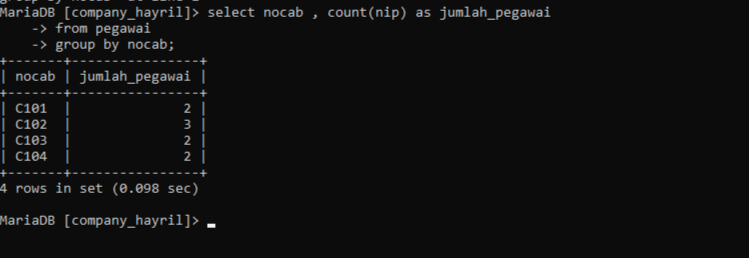 MariaDB [company_hayril]> select nocab , count(nip) as jumlah_pegawai
    -> from pegawai
    -> group by nocab;
+-------+----------------+
| nocab | jumlah_pegawai |
+-------+----------------+
| C101  |              2 |
| C102  |              3 |
| C103  |              2 |
| C104  |              2 |
+-------+----------------+
4 rows in set (0.098 sec)

MariaDB [company_hayril]>